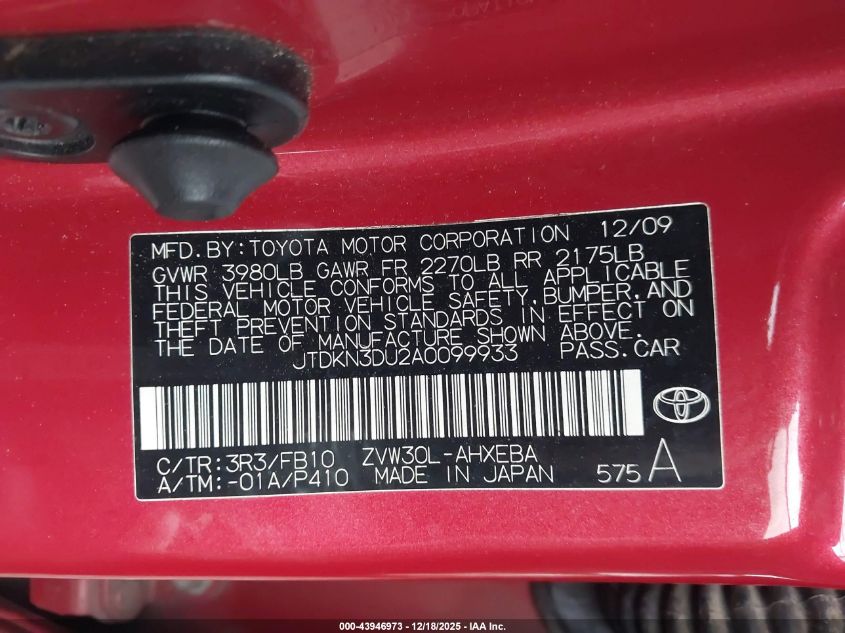 MFD. BY: TOYOTA MOTOR CORPORATION 12/09
GVWR 3980LB GAWR FR 2270LB RR 2175LB
THIS VEHICLE CONFORMS TO ALL APPLICABLE
FEDERAL MOTOR VEHICLE SAFETY, BUMPER, AND
THEFT PREVENTION STANDARDS IN EFFECT ON
THE DATE OF MANUFACTURE SHOWN ABOVE.
JTDKN3DU2A0099933 PASS. CAR
C/TR: 3R3/FB10 ZVW30L-AHXEBA
A/TM: -01A/P410 MADE IN JAPAN 575 A
000-43946973 - 12/18/2025 - IAA Inc.